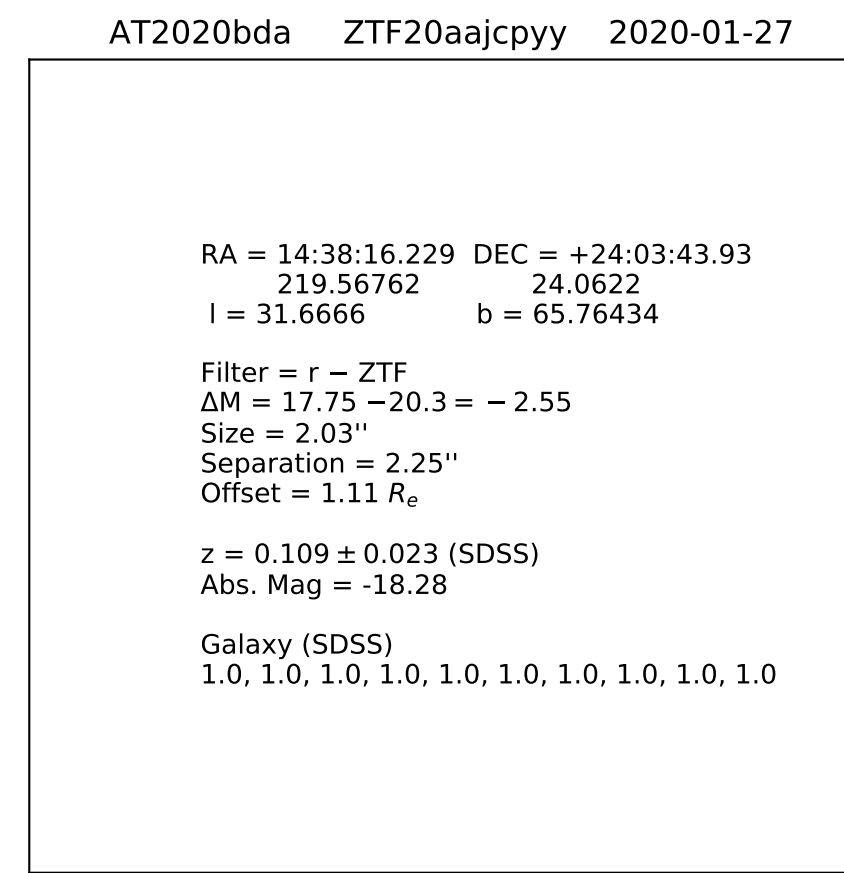 AT2020bda ZTF20aajcpyy 2020-01-27
RA = 14:38:16.229 DEC = +24:03:43.93
219.56762 24.0622
l = 31.6666 b = 65.76434
Filter = r − ZTF
ΔM = 17.75 −20.3 = − 2.55
Size = 2.03''
Separation = 2.25''
Offset = 1.11 Rₑ
z = 0.109 ± 0.023 (SDSS)
Abs. Mag = -18.28
Galaxy (SDSS)
1.0, 1.0, 1.0, 1.0, 1.0, 1.0, 1.0, 1.0, 1.0, 1.0